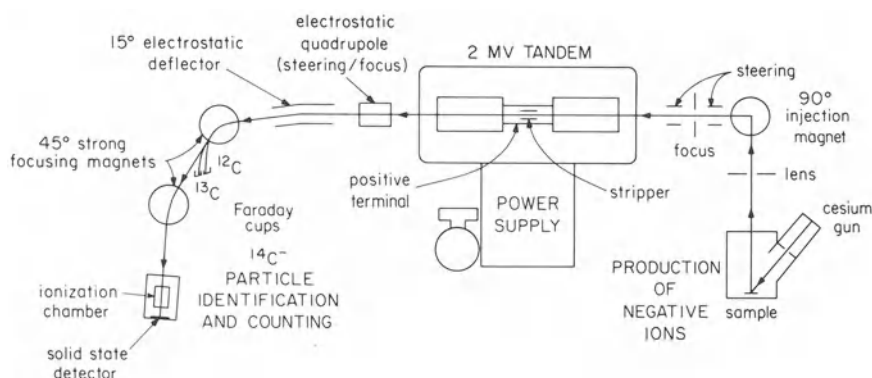 electrostatic
quadrupole
(steering/focus)
15° electrostatic
deflector
2 MV TANDEM
steering
90°
injection
magnet
focus
lens
cesium
gun
45° strong
focusing magnets
12C
13C
Faraday
cups
14C-
PARTICLE
IDENTIFICATION
AND COUNTING
positive
terminal
stripper
POWER
SUPPLY
PRODUCTION
OF
NEGATIVE
IONS
sample
ionization
chamber
solid state
detector